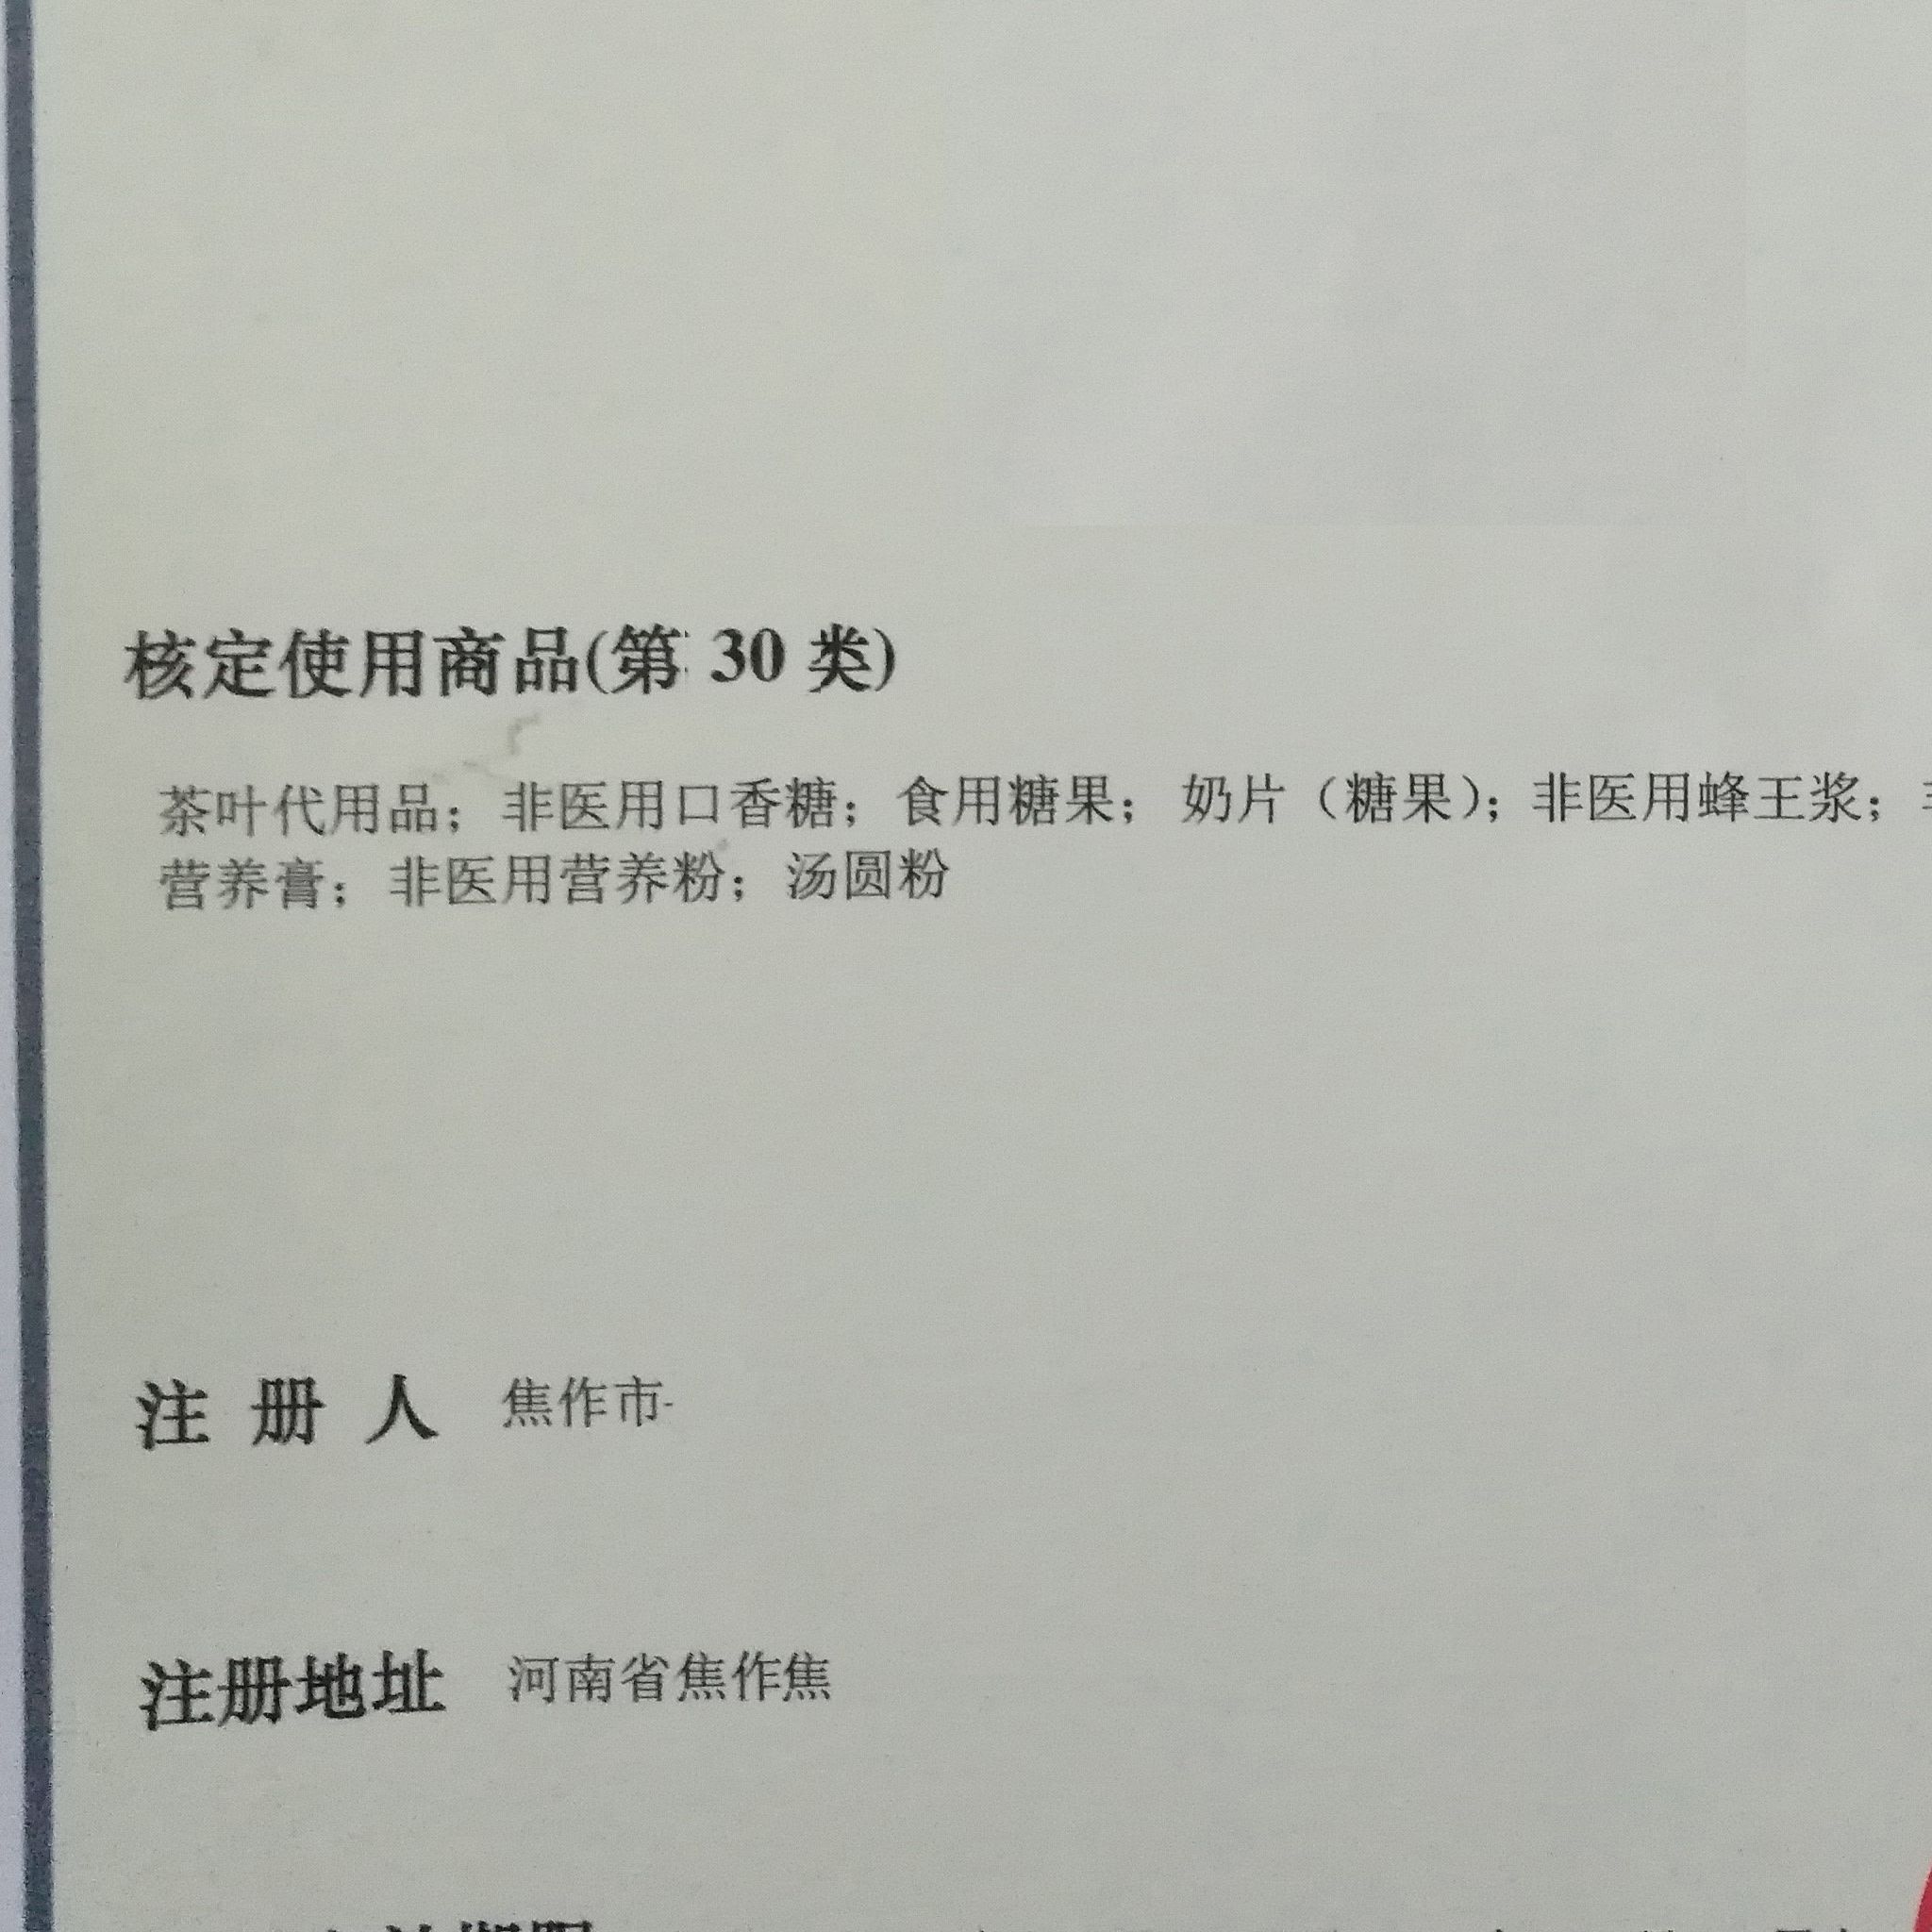 核定使用商品(第 30 类)
茶叶代用品；非医用口香糖；食用糖果；奶片（糖果）；非医用蜂王浆；
营养膏；非医用营养粉；汤圆粉
注 册 人 焦作市
注册地址 河南省焦作焦